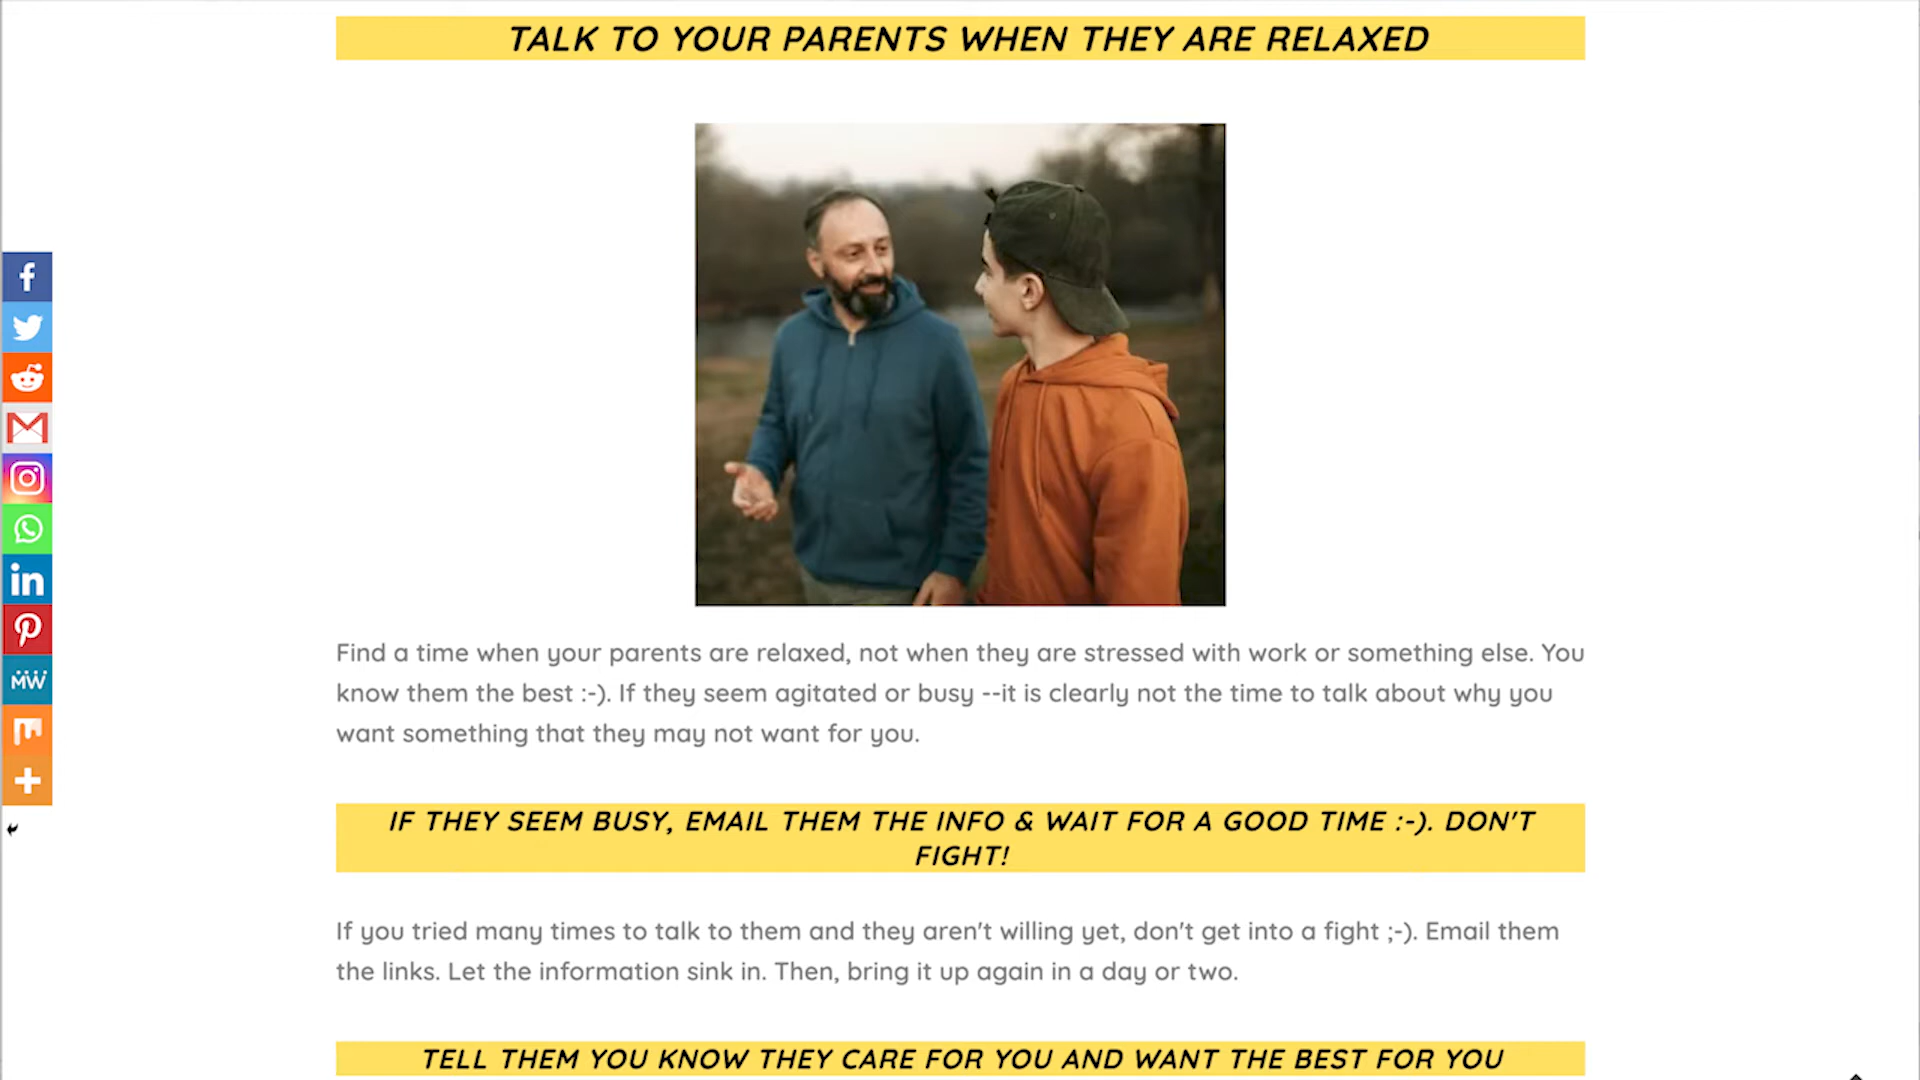 TALK TO YOUR PARENTS WHEN THEY ARE RELAXED
Find a time when your parents are relaxed, not when they are stressed with work or something else. You
know them the best :-). If they seem agitated or busy --it is clearly not the time to talk about why you
want something that they may not want for you.
IF THEY SEEM BUSY, EMAIL THEM THE INFO & WAIT FOR A GOOD TIME :-). DON'T
FIGHT!
If you tried many times to talk to them and they aren't willing yet, don't get into a fight ;-). Email them
the links. Let the information sink in. Then, bring it up again in a day or two.
TELL THEM YOU KNOW THEY CARE FOR YOU AND WANT THE BEST FOR YOU
f
in
MW
m